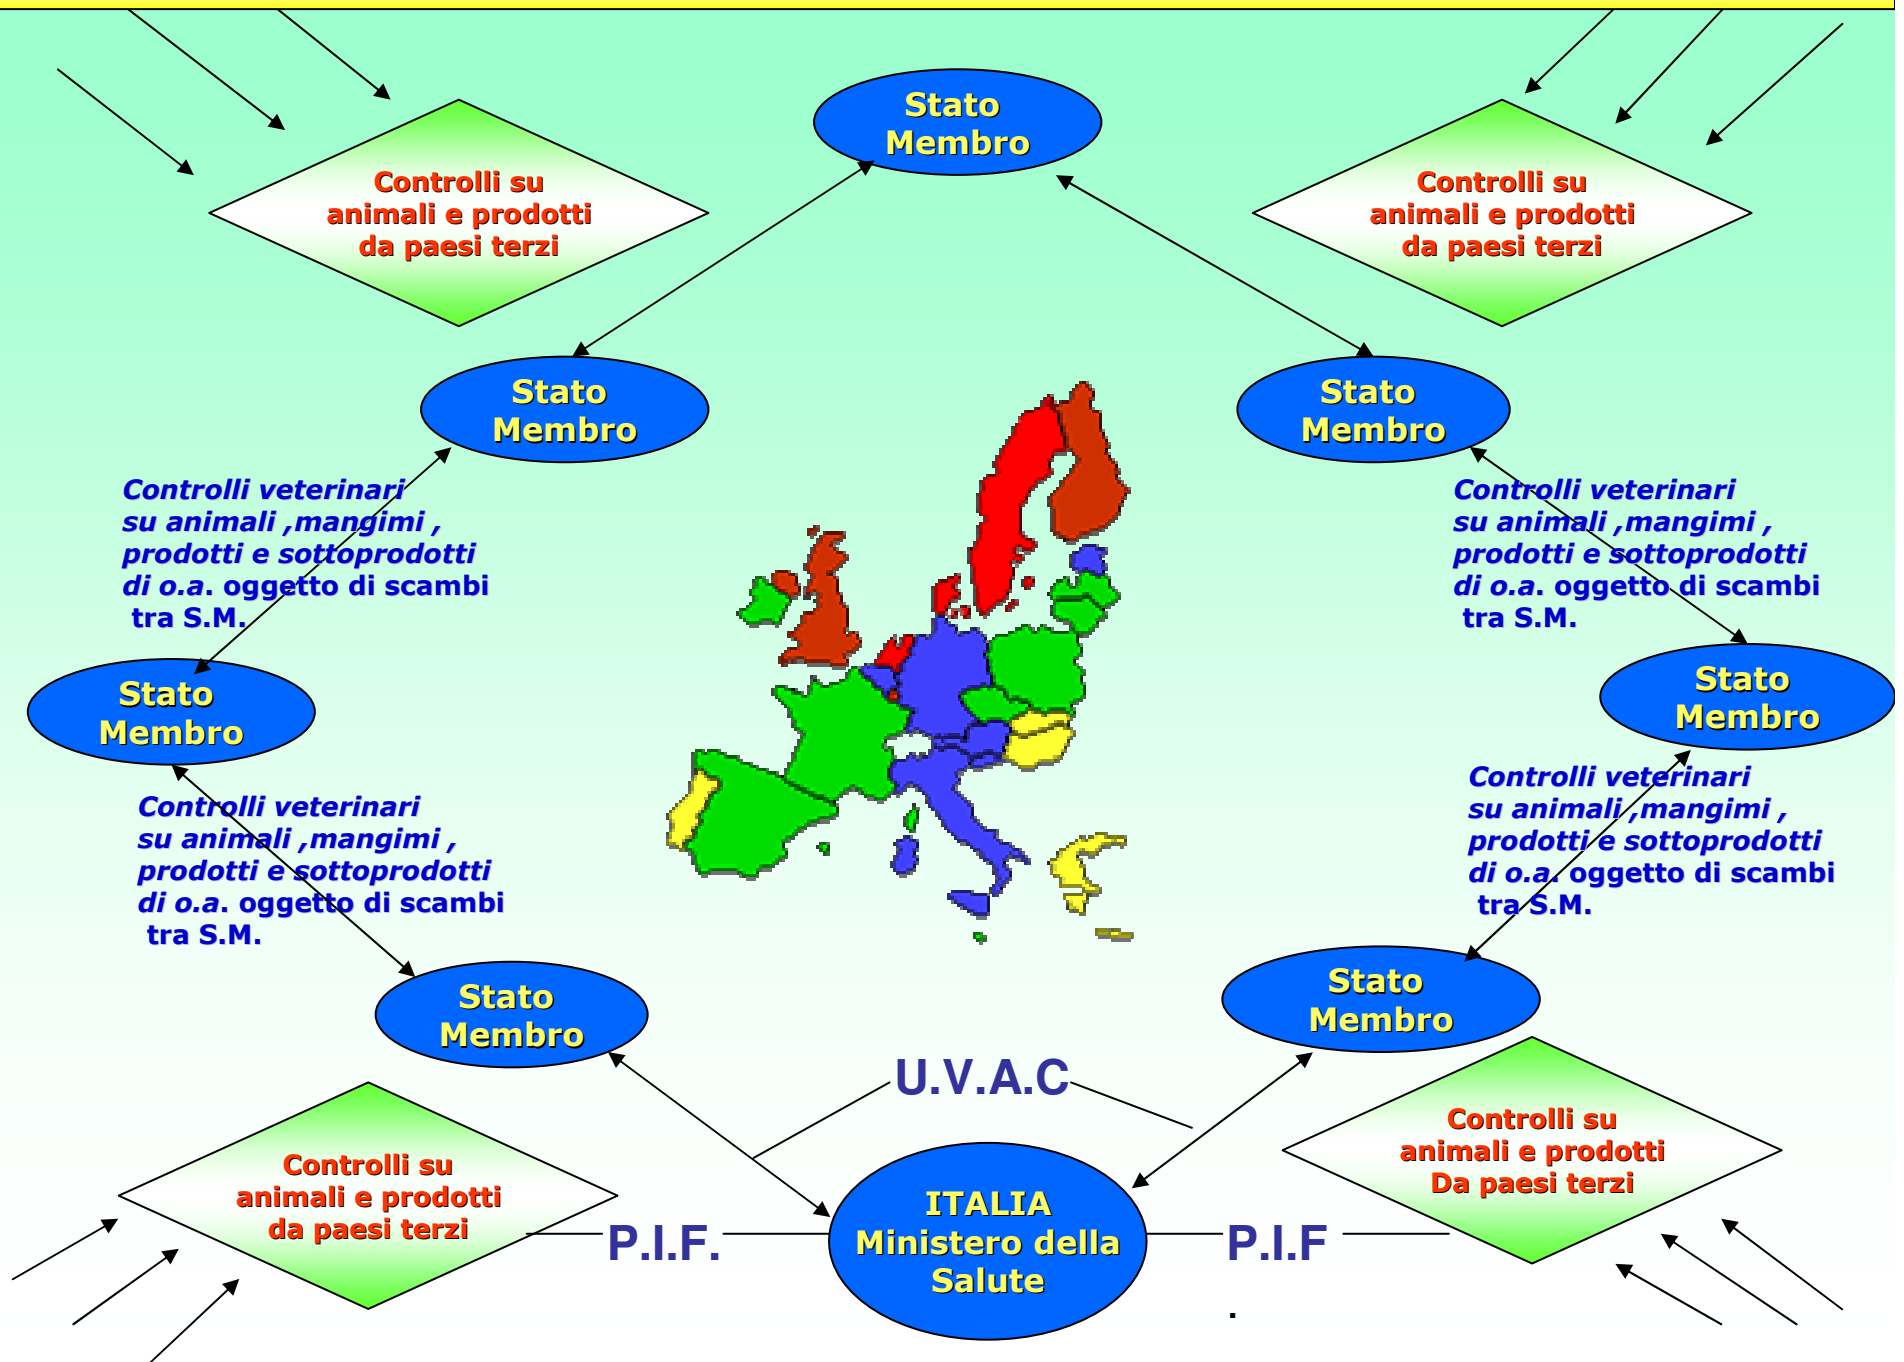 Stato
Membro
Controlli su
animali e prodotti
da paesi terzi
Controlli su
animali e prodotti
da paesi terzi
Stato
Membro
Stato
Membro
Controlli veterinari
su animali ,mangimi ,
prodotti e sottoprodotti
di o.a. oggetto di scambi
tra S.M.
Controlli veterinari
su animali ,mangimi ,
prodotti e sottoprodotti
di o.a. oggetto di scambi
tra S.M.
Stato
Membro
Stato
Membro
Controlli veterinari
su animali ,mangimi ,
prodotti e sottoprodotti
di o.a. oggetto di scambi
tra S.M.
Controlli veterinari
su animali ,mangimi ,
prodotti e sottoprodotti
di o.a. oggetto di scambi
tra S.M.
Stato
Membro
Stato
Membro
U.V.A.C
Controlli su
animali e prodotti
da paesi terzi
P.I.F.
ITALIA
Ministero della
Salute
P.I.F
.
Controlli su
animali e prodotti
Da paesi terzi